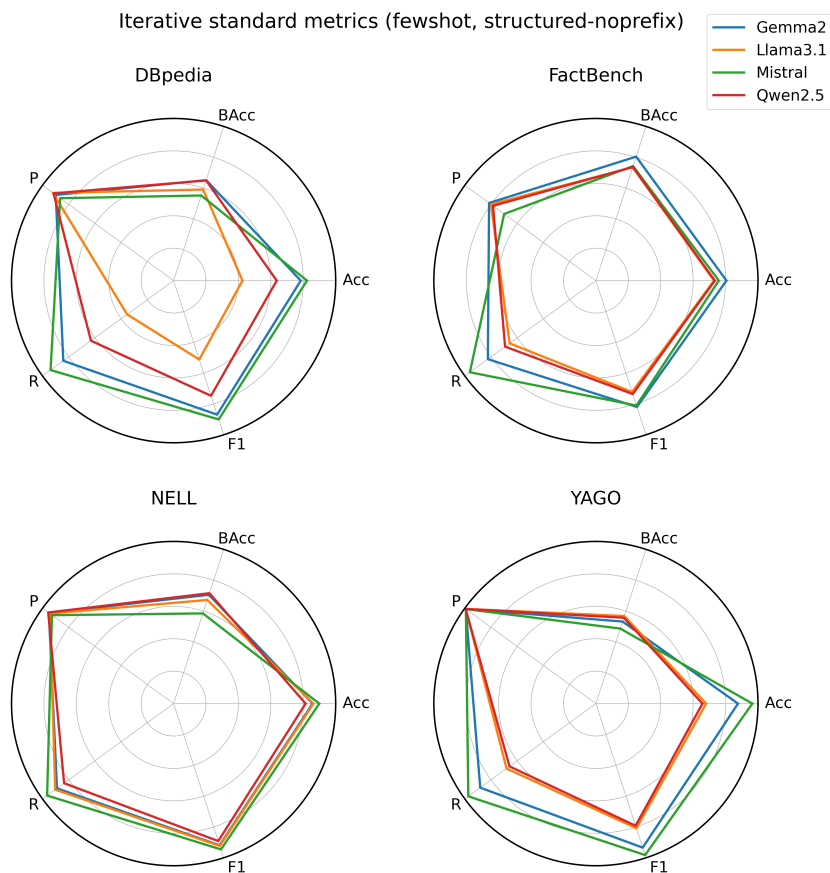 Iterative standard metrics (fewshot, structured-noprefix)
Gemma2
Llama3.1
Mistral
Qwen2.5
DBpedia
BAcc
P
Acc
R
F1
FactBench
BAcc
P
Acc
R
F1
NELL
BAcc
P
Acc
R
F1
YAGO
BAcc
P
Acc
R
F1